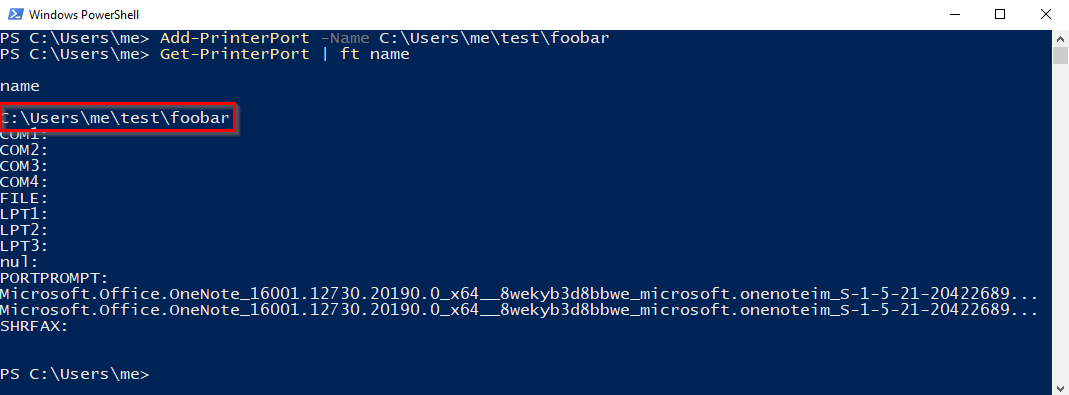 Windows PowerShell
PS C:\Users\me> Add-PrinterPort -Name C:\Users\me\test\foobar
PS C:\Users\me> Get-PrinterPort | ft name
name
C:\Users\me\test\foobar
COM1:
COM2:
COM3:
COM4:
FILE:
LPT1:
LPT2:
LPT3:
nul:
PORTPROMPT:
Microsoft.Office.OneNote_16001.12730.20190.0_x64__8wekyb3d8bbwe_microsoft.onenoteim_S-1-5-21-20422689...
Microsoft.Office.OneNote_16001.12730.20190.0_x64__8wekyb3d8bbwe_microsoft.onenoteim_S-1-5-21-20422689...
SHRFAX:
PS C:\Users\me>